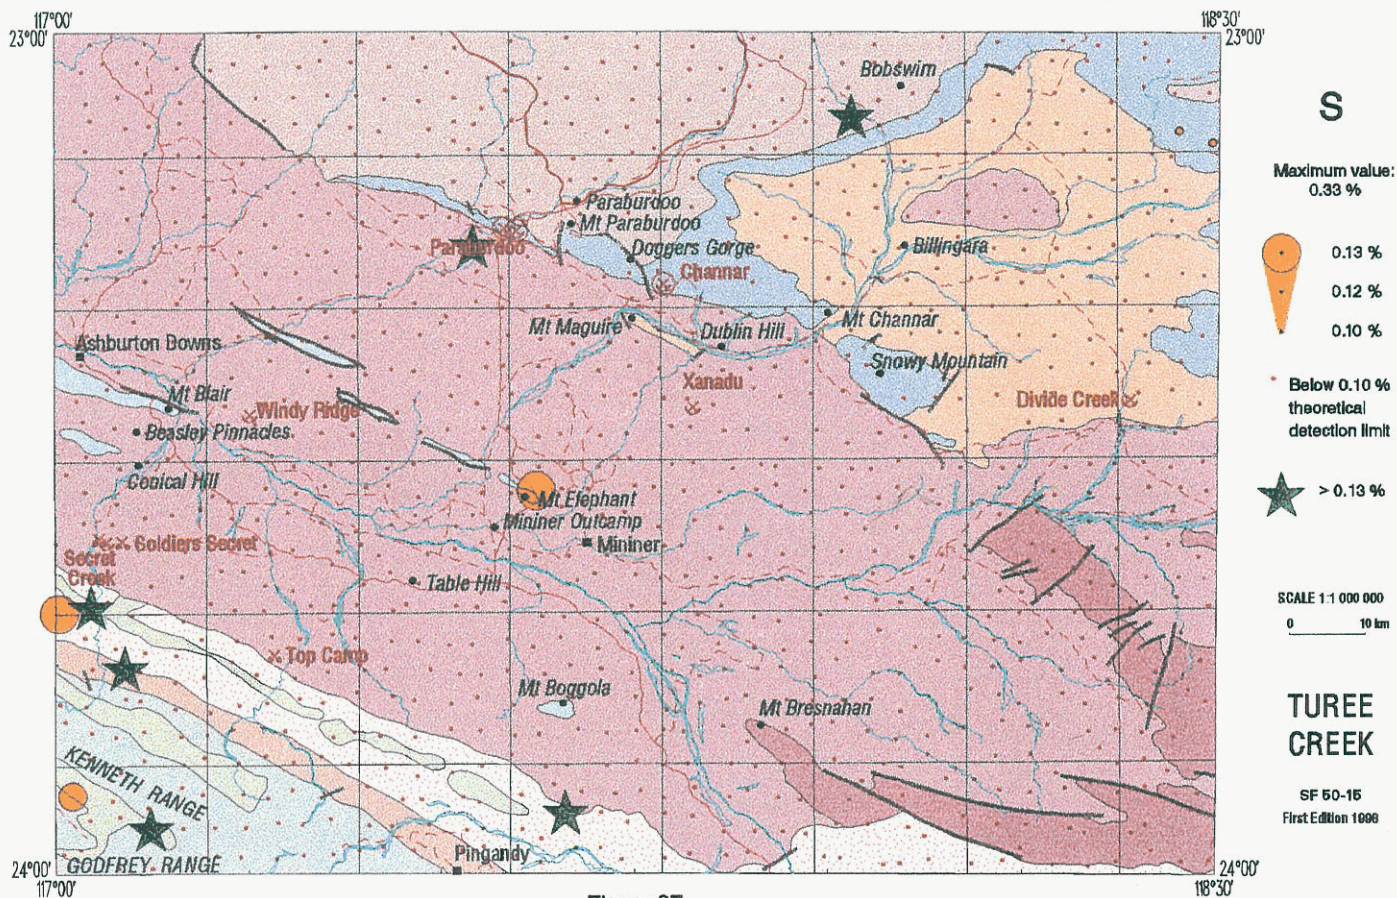 117°00'
118°30'
23°00'
23°00'
Bobswim
S
Maximum value:
0.33 %
0.13 %
0.12 %
0.10 %
Below 0.10 %
theoretical
detection limit
> 0.13 %
SCALE 1:1 000 000
0 10 km
TUREE
CREEK
SF 50-15
First Edition 1996
Paraburdoo
Mt Paraburdoo
Paraburdoo
Doggers Gorge
Channar
Billingara
Mt Maguire
Dublin Hill
Mt Channar
Ashburton Downs
Snowy Mountain
Xanadu
Divide Creek
Mt Blair
Windy Ridge
Beasley Pinnacles
Conical Hill
Mt Elephant
Mininer Outcamp
Mininer
Goldiers Secret
Secret
Creek
Table Hill
Top Camp
Mt Boggola
Mt Bresnahan
KENNETH RANGE
GODFREY RANGE
Pingandy
24°00'
24°00'
117°00'
118°30'